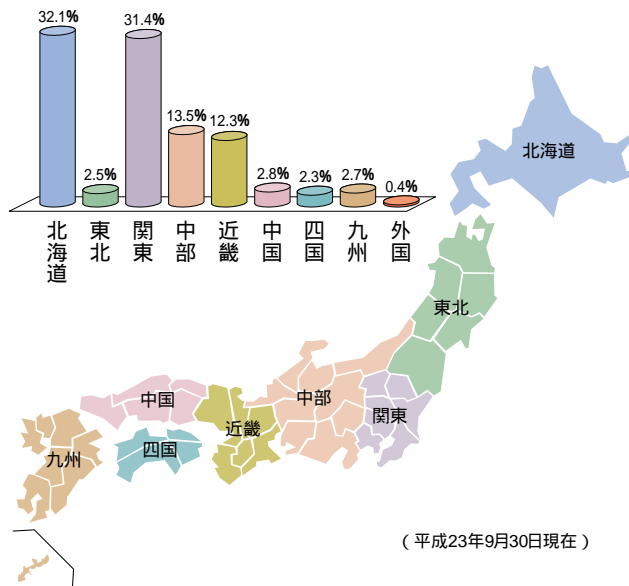 32.1% 2.5% 31.4% 13.5% 12.3% 2.8% 2.3% 2.7% 0.4%
北海道 東北 関東 中部 近畿 中国 四国 九州 外国
北海道
東北
中部
関東
中国
近畿
四国
九州
(平成23年9月30日現在)